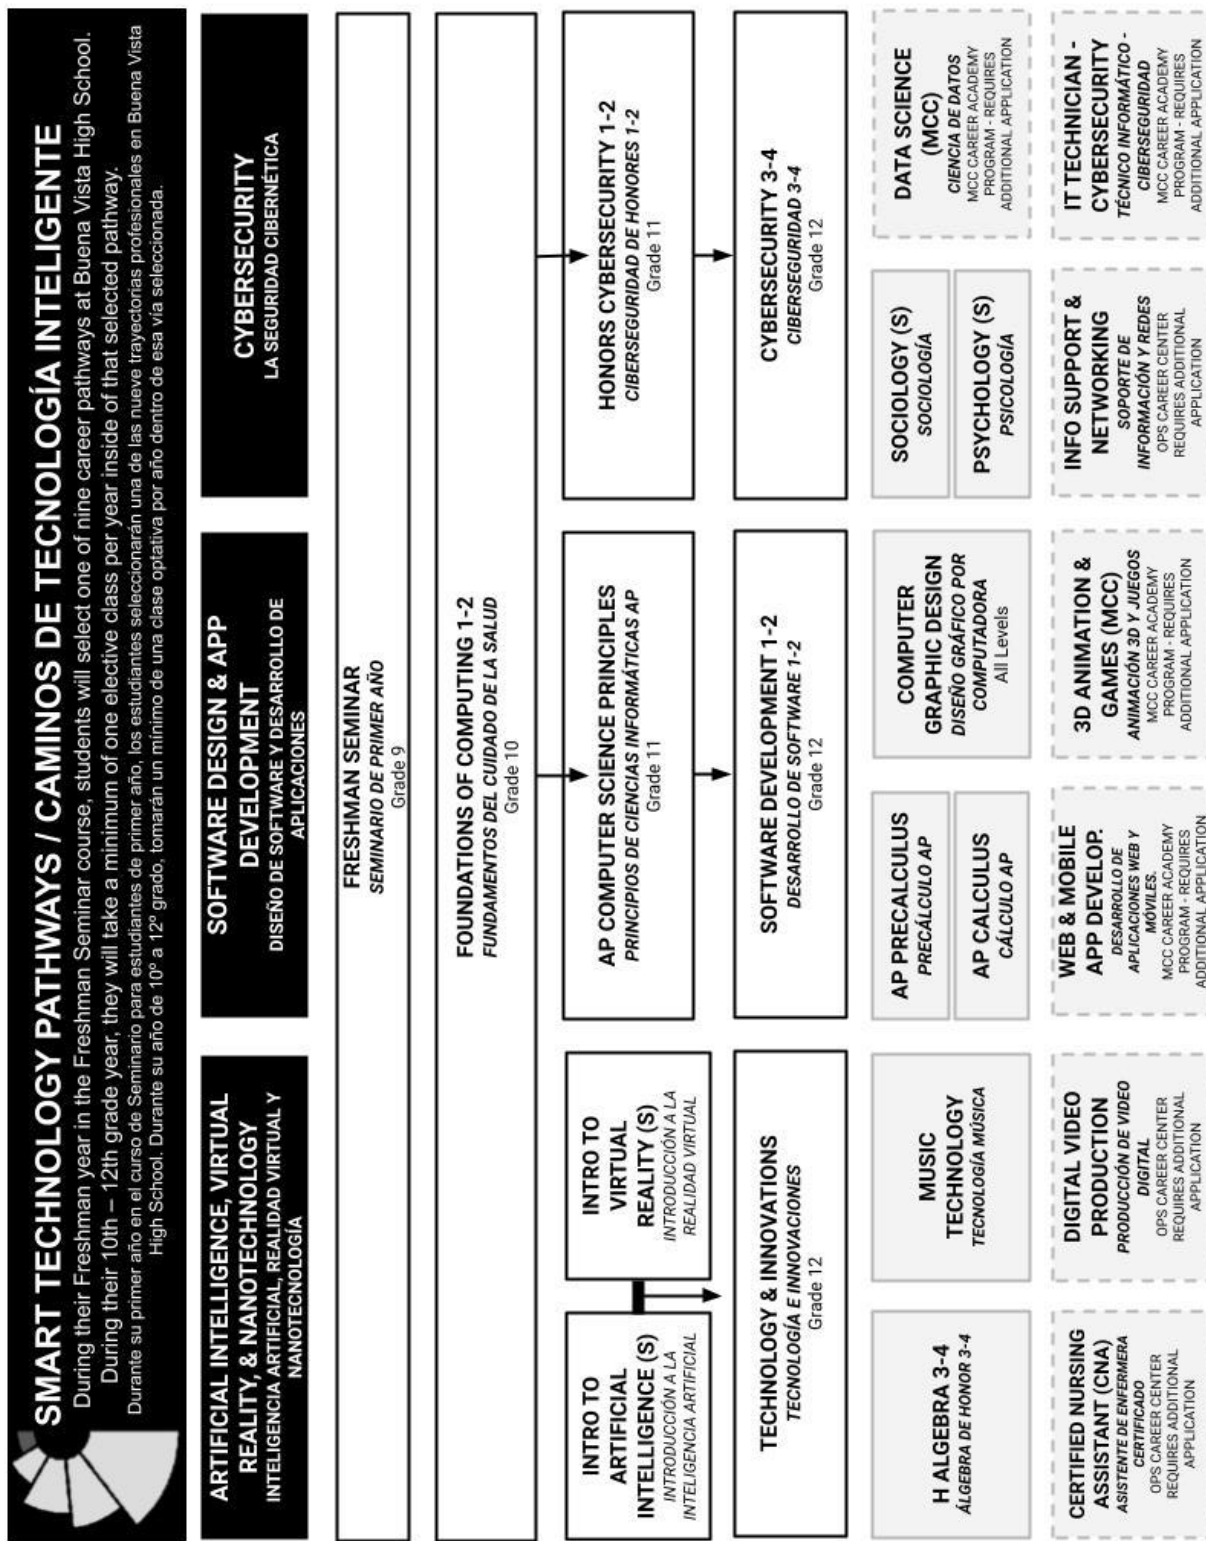 SMART TECHNOLOGY PATHWAYS / CAMINOS DE TECNOLOGÍA INTELIGENTE
During their Freshman year in the Freshman Seminar course, students will select one of nine career pathways at Buena Vista High School.
During their 10th – 12th grade year, they will take a minimum of one elective class per year inside of that selected pathway.
Durante su primer año en el curso de Seminario para estudiantes de primer año, los estudiantes seleccionarán una de las nueve trayectorias profesionales en Buena Vista
High School. Durante su año de 10º a 12º grado, tomarán un mínimo de una clase optativa por año dentro de esa vía seleccionada.
ARTIFICIAL INTELLIGENCE, VIRTUAL
REALITY, & NANOTECHNOLOGY
INTELIGENCIA ARTIFICIAL, REALIDAD VIRTUAL Y
NANOTECNOLOGÍA
SOFTWARE DESIGN & APP
DEVELOPMENT
DISEÑO DE SOFTWARE Y DESARROLLO DE
APLICACIONES
CYBERSECURITY
LA SEGURIDAD CIBERNÉTICA
FRESHMAN SEMINAR
SEMINARIO DE PRIMER AÑO
Grade 9
FOUNDATIONS OF COMPUTING 1-2
FUNDAMENTOS DEL CUIDADO DE LA SALUD
Grade 10
INTRO TO
ARTIFICIAL
INTELLIGENCE (S)
INTRODUCCIÓN A LA
INTELIGENCIA ARTIFICIAL
INTRO TO
VIRTUAL
REALITY (S)
INTRODUCCIÓN A LA
REALIDAD VIRTUAL
AP COMPUTER SCIENCE PRINCIPLES
PRINCIPIOS DE CIENCIAS INFORMÁTICAS AP
Grade 11
HONORS CYBERSECURITY 1-2
CIBERSEGURIDAD DE HONORES 1-2
Grade 11
TECHNOLOGY & INNOVATIONS
TECNOLOGÍA E INNOVACIONES
Grade 12
SOFTWARE DEVELOPMENT 1-2
DESARROLLO DE SOFTWARE 1-2
Grade 12
CYBERSECURITY 3-4
CIBERSEGURIDAD 3-4
Grade 12
H ALGEBRA 3-4
ÁLGEBRA DE HONOR 3-4
MUSIC
TECHNOLOGY
TECNOLOGÍA MÚSICA
AP PRECALCULUS
PRECÁLCULO AP
AP CALCULUS
CÁLCULO AP
COMPUTER
GRAPHIC DESIGN
DISEÑO GRÁFICO POR
COMPUTADORA
All Levels
SOCIOLOGY (S)
SOCIOLOGÍA
PSYCHOLOGY (S)
PSICOLOGÍA
DATA SCIENCE
(MCC)
CIENCIA DE DATOS
MCC CAREER ACADEMY
PROGRAM - REQUIRES
ADDITIONAL APPLICATION
CERTIFIED NURSING
ASSISTANT (CNA)
ASISTENTE DE ENFERMERA
CERTIFICADO
OPS CAREER CENTER
REQUIRES ADDITIONAL
APPLICATION
DIGITAL VIDEO
PRODUCTION
PRODUCCIÓN DE VIDEO
DIGITAL
OPS CAREER CENTER
REQUIRES ADDITIONAL
APPLICATION
WEB & MOBILE
APP DEVELOP.
DESARROLLO DE
APLICACIONES WEB Y
MÓVILES.
MCC CAREER ACADEMY
PROGRAM - REQUIRES
ADDITIONAL APPLICATION
3D ANIMATION &
GAMES (MCC)
ANIMACIÓN 3D Y JUEGOS
MCC CAREER ACADEMY
PROGRAM - REQUIRES
ADDITIONAL APPLICATION
INFO SUPPORT &
NETWORKING
SOPORTE DE
INFORMACIÓN Y REDES
OPS CAREER CENTER
REQUIRES ADDITIONAL
APPLICATION
IT TECHNICIAN -
CYBERSECURITY
TÉCNICO INFORMÁTICO -
CIBERSEGURIDAD
MCC CAREER ACADEMY
PROGRAM - REQUIRES
ADDITIONAL APPLICATION